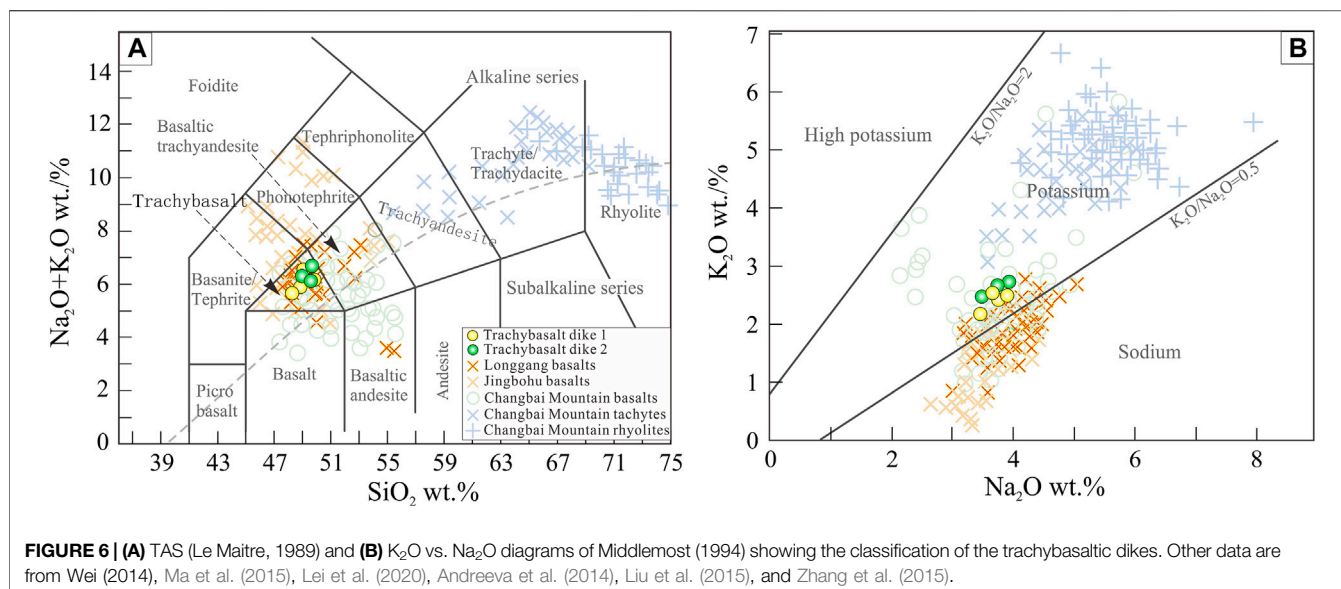 A
Na₂O+K₂O wt./%
14
12
10
8
6
4
2
0
39 43 47 51 55 59 63 67 71 75
SiO₂ wt.%
Foidite
Alkaline series
Basaltic
trachyandesite
Tephriphonolite
Trachyte/
Trachydacite
Phonotephrite
Trachybasalt
Trachyandesite
Rhyolite
Basanite/
Tephrite
Subalkaline series
Picro
basalt
Basalt
Basaltic
andesite
Andesite
Trachybasalt dike 1
Trachybasalt dike 2
Longgang basalts
Jingbohu basalts
Changbai Mountain basalts
Changbai Mountain tachytes
Changbai Mountain rhyolites
B
K₂O wt./%
7
6
5
4
3
2
1
0
0 2 4 6 8
Na₂O wt.%
K₂O/Na₂O=2
High potassium
Potassium
K₂O/Na₂O=0.5
Sodium
FIGURE 6 | (A) TAS (Le Maitre, 1989) and (B) K₂O vs. Na₂O diagrams of Middlemost (1994) showing the classification of the trachybasaltic dikes. Other data are
from Wei (2014), Ma et al. (2015), Lei et al. (2020), Andreeva et al. (2014), Liu et al. (2015), and Zhang et al. (2015).